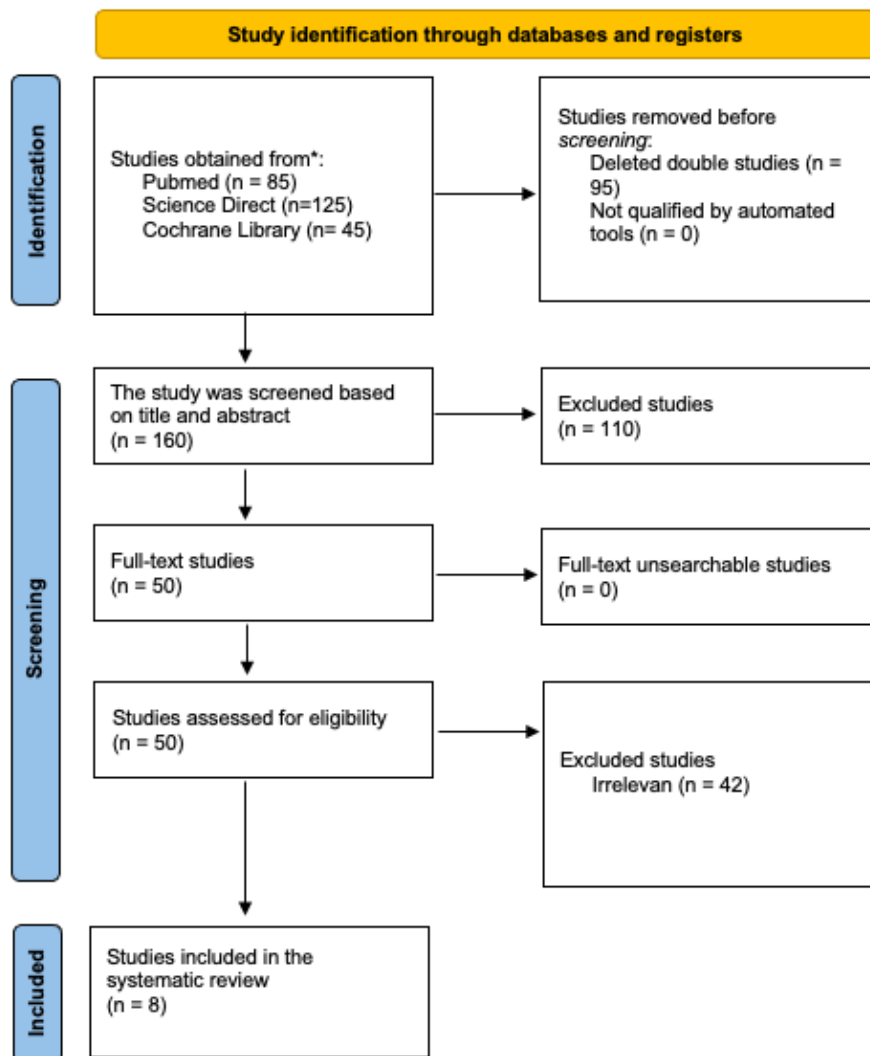 Study identification through databases and registers
Identification
Studies obtained from*:
Pubmed (n = 85)
Science Direct (n=125)
Cochrane Library (n= 45)
Studies removed before
screening:
Deleted double studies (n =
95)
Not qualified by automated
tools (n = 0)
Screening
The study was screened based
on title and abstract
(n = 160)
Excluded studies
(n = 110)
Full-text studies
(n = 50)
Full-text unsearchable studies
(n = 0)
Studies assessed for eligibility
(n = 50)
Excluded studies
Irrelevan (n = 42)
Included
Studies included in the
systematic review
(n = 8)